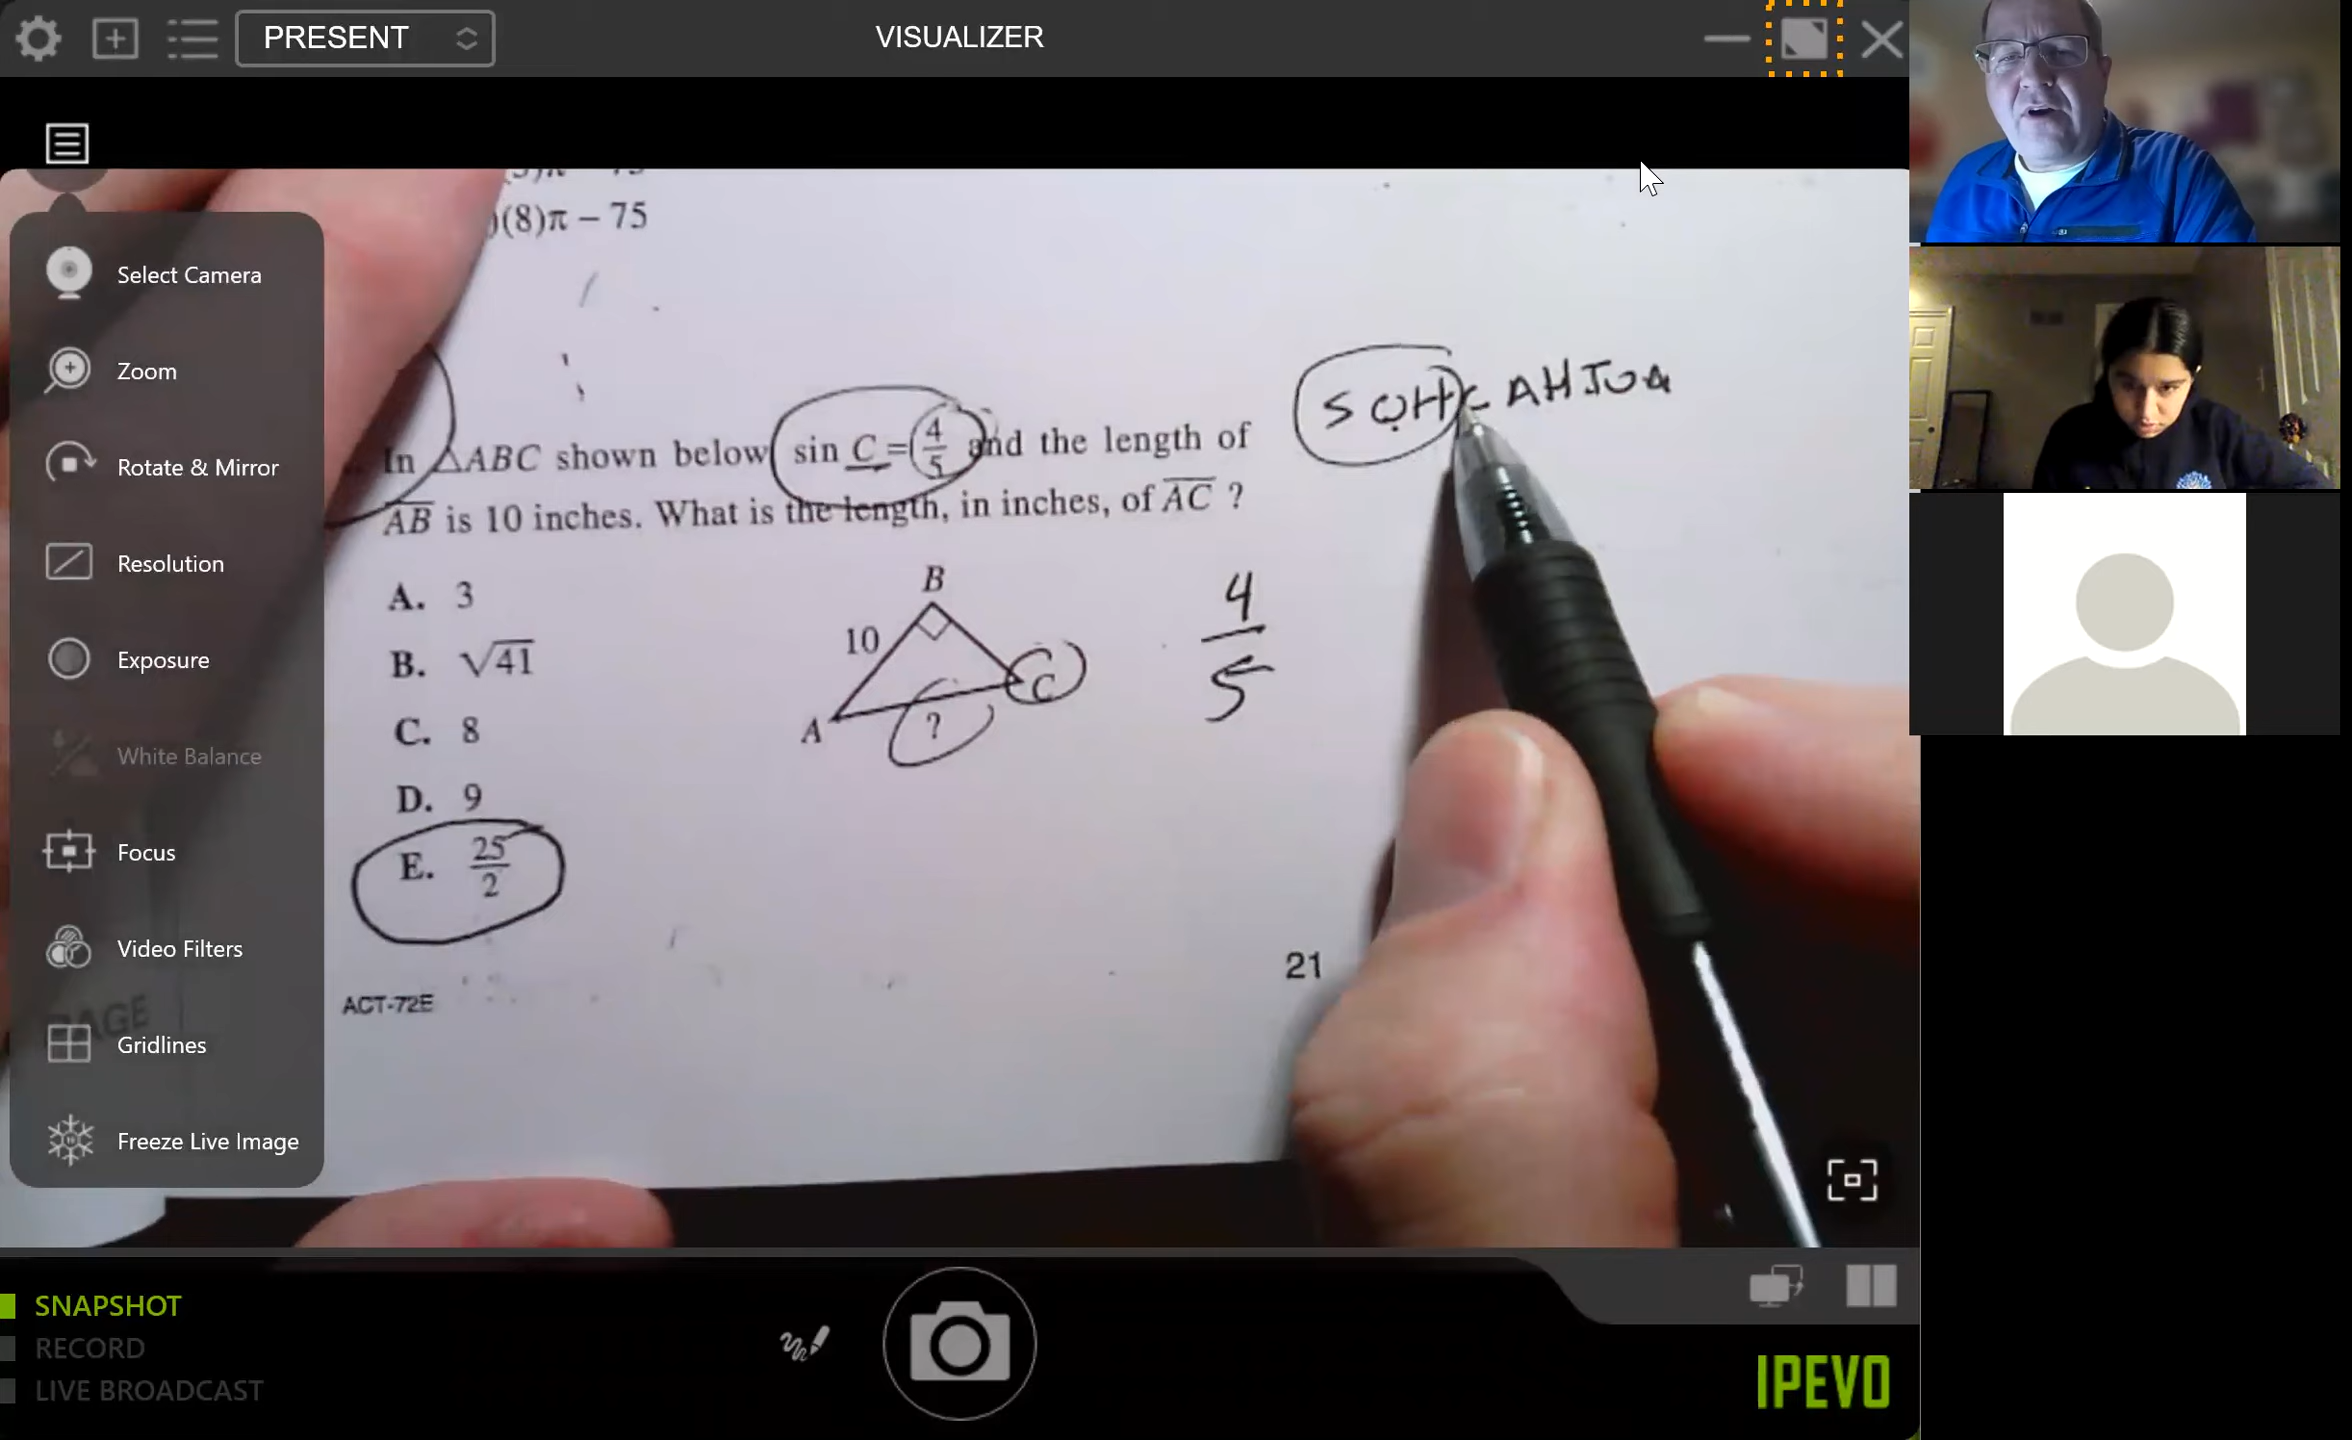 PRESENT
VISUALIZER
)(8)π – 75
Select Camera
Zoom
Rotate & Mirror
Resolution
Exposure
White Balance
Focus
Video Filters
Gridlines
Freeze Live Image
In △ABC shown below, sin C = 4/5 and the length of
AB is 10 inches. What is the length, in inches, of AC ?
A. 3
B. √41
C. 8
D. 9
E. 25/2
B
10
A
?
C
4
5
SOHCAHTOA
21
ACT-72E
SNAPSHOT
RECORD
LIVE BROADCAST
IPEVO